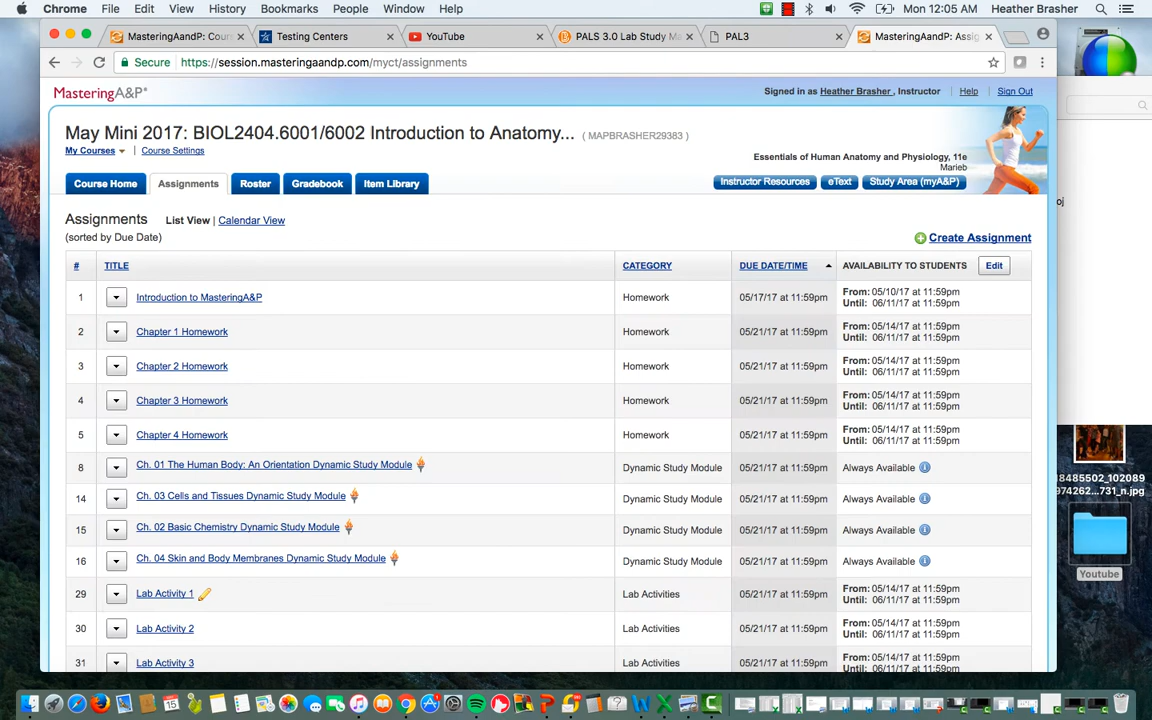 Chrome File Edit View History Bookmarks People Window Help Mon 12:05 AM Heather Brasher
MasteringAandP: Cour Testing Centers YouTube PALS 3.0 Lab Study Ma PAL3 MasteringAandP: Assig
Secure https://session.masteringaandp.com/myct/assignments
MasteringA&P® Signed in as Heather Brasher , Instructor Help Sign Out
May Mini 2017: BIOL2404.6001/6002 Introduction to Anatomy... ( MAPBRASHER29383 )
My Courses Course Settings
Essentials of Human Anatomy and Physiology, 11e
Marieb
Course Home Assignments Roster Gradebook Item Library Instructor Resources eText Study Area (myA&P)
oj
Assignments List View | Calendar View
(sorted by Due Date) Create Assignment
# TITLE CATEGORY DUE DATE/TIME AVAILABILITY TO STUDENTS Edit
1 Introduction to MasteringA&P Homework 05/17/17 at 11:59pm From: 05/10/17 at 11:59pm
Until: 06/11/17 at 11:59pm
2 Chapter 1 Homework Homework 05/21/17 at 11:59pm From: 05/14/17 at 11:59pm
Until: 06/11/17 at 11:59pm
3 Chapter 2 Homework Homework 05/21/17 at 11:59pm From: 05/14/17 at 11:59pm
Until: 06/11/17 at 11:59pm
4 Chapter 3 Homework Homework 05/21/17 at 11:59pm From: 05/14/17 at 11:59pm
Until: 06/11/17 at 11:59pm
5 Chapter 4 Homework Homework 05/21/17 at 11:59pm From: 05/14/17 at 11:59pm
Until: 06/11/17 at 11:59pm
8 Ch. 01 The Human Body: An Orientation Dynamic Study Module Dynamic Study Module 05/21/17 at 11:59pm Always Available
14 Ch. 03 Cells and Tissues Dynamic Study Module Dynamic Study Module 05/21/17 at 11:59pm Always Available
15 Ch. 02 Basic Chemistry Dynamic Study Module Dynamic Study Module 05/21/17 at 11:59pm Always Available
16 Ch. 04 Skin and Body Membranes Dynamic Study Module Dynamic Study Module 05/21/17 at 11:59pm Always Available
29 Lab Activity 1 Lab Activities 05/21/17 at 11:59pm From: 05/14/17 at 11:59pm
Until: 06/11/17 at 11:59pm
30 Lab Activity 2 Lab Activities 05/21/17 at 11:59pm From: 05/14/17 at 11:59pm
Until: 06/11/17 at 11:59pm
31 Lab Activity 3 Lab Activities 05/21/17 at 11:59pm From: 05/14/17 at 11:59pm
18485502_102089
974262...731_n.jpg
Youtube